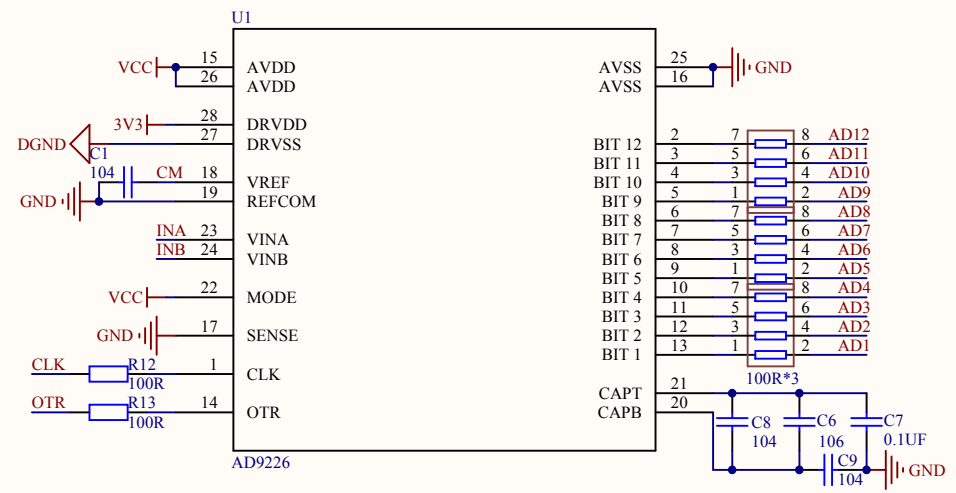 U1
VCC 15 AVDD AVSS 25 GND
26 AVDD AVSS 16
3V3 28 DRVDD
DGND 27 DRVSS BIT 12 2 7 8 AD12
C1 BIT 11 3 5 6 AD11
104 CM 18 VREF BIT 10 4 3 4 AD10
GND 19 REFCOM BIT 9 5 1 2 AD9
BIT 8 6 7 8 AD8
INA 23 VINA BIT 7 7 5 6 AD7
INB 24 VINB BIT 6 8 3 4 AD6
BIT 5 9 1 2 AD5
VCC 22 MODE BIT 4 10 7 8 AD4
BIT 3 11 5 6 AD3
GND 17 SENSE BIT 2 12 3 4 AD2
BIT 1 13 1 2 AD1
CLK R12 1 CLK
100R 100R*3
CAPT 21
OTR R13 14 OTR CAPB 20
100R C8 C6 C7
104 106 0.1UF
AD9226 C9 GND
104